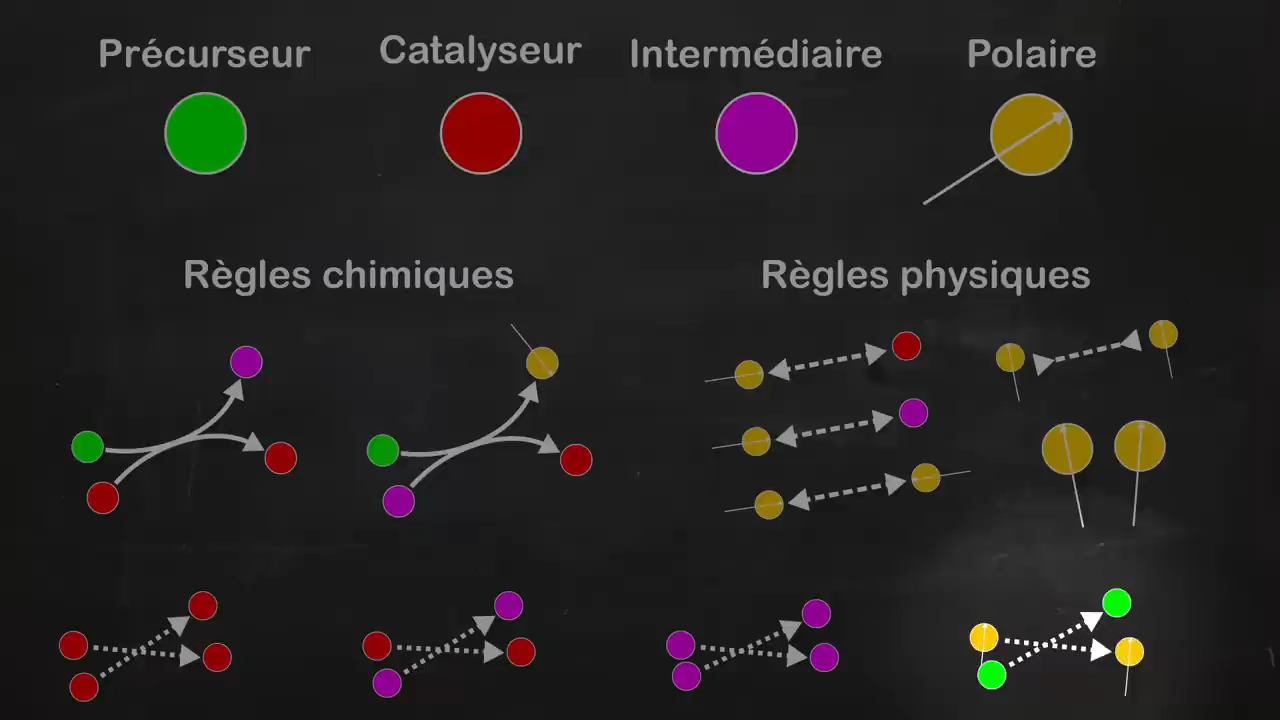 Précurseur
Catalyseur
Intermédiaire
Polaire
Règles chimiques
Règles physiques